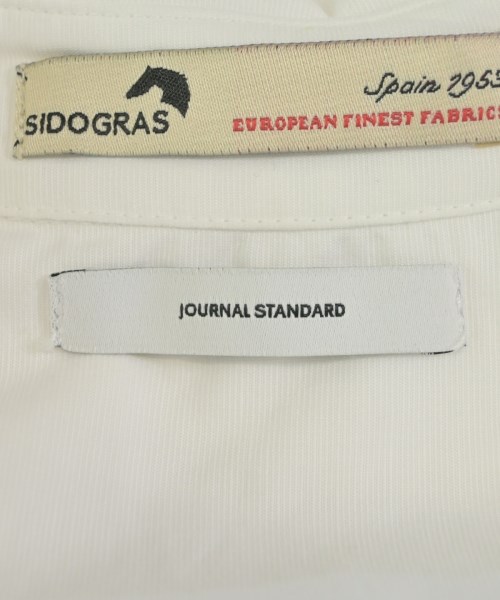 Spain 1953
SIDOGRAS
EUROPEAN FINEST FABRICS
JOURNAL STANDARD